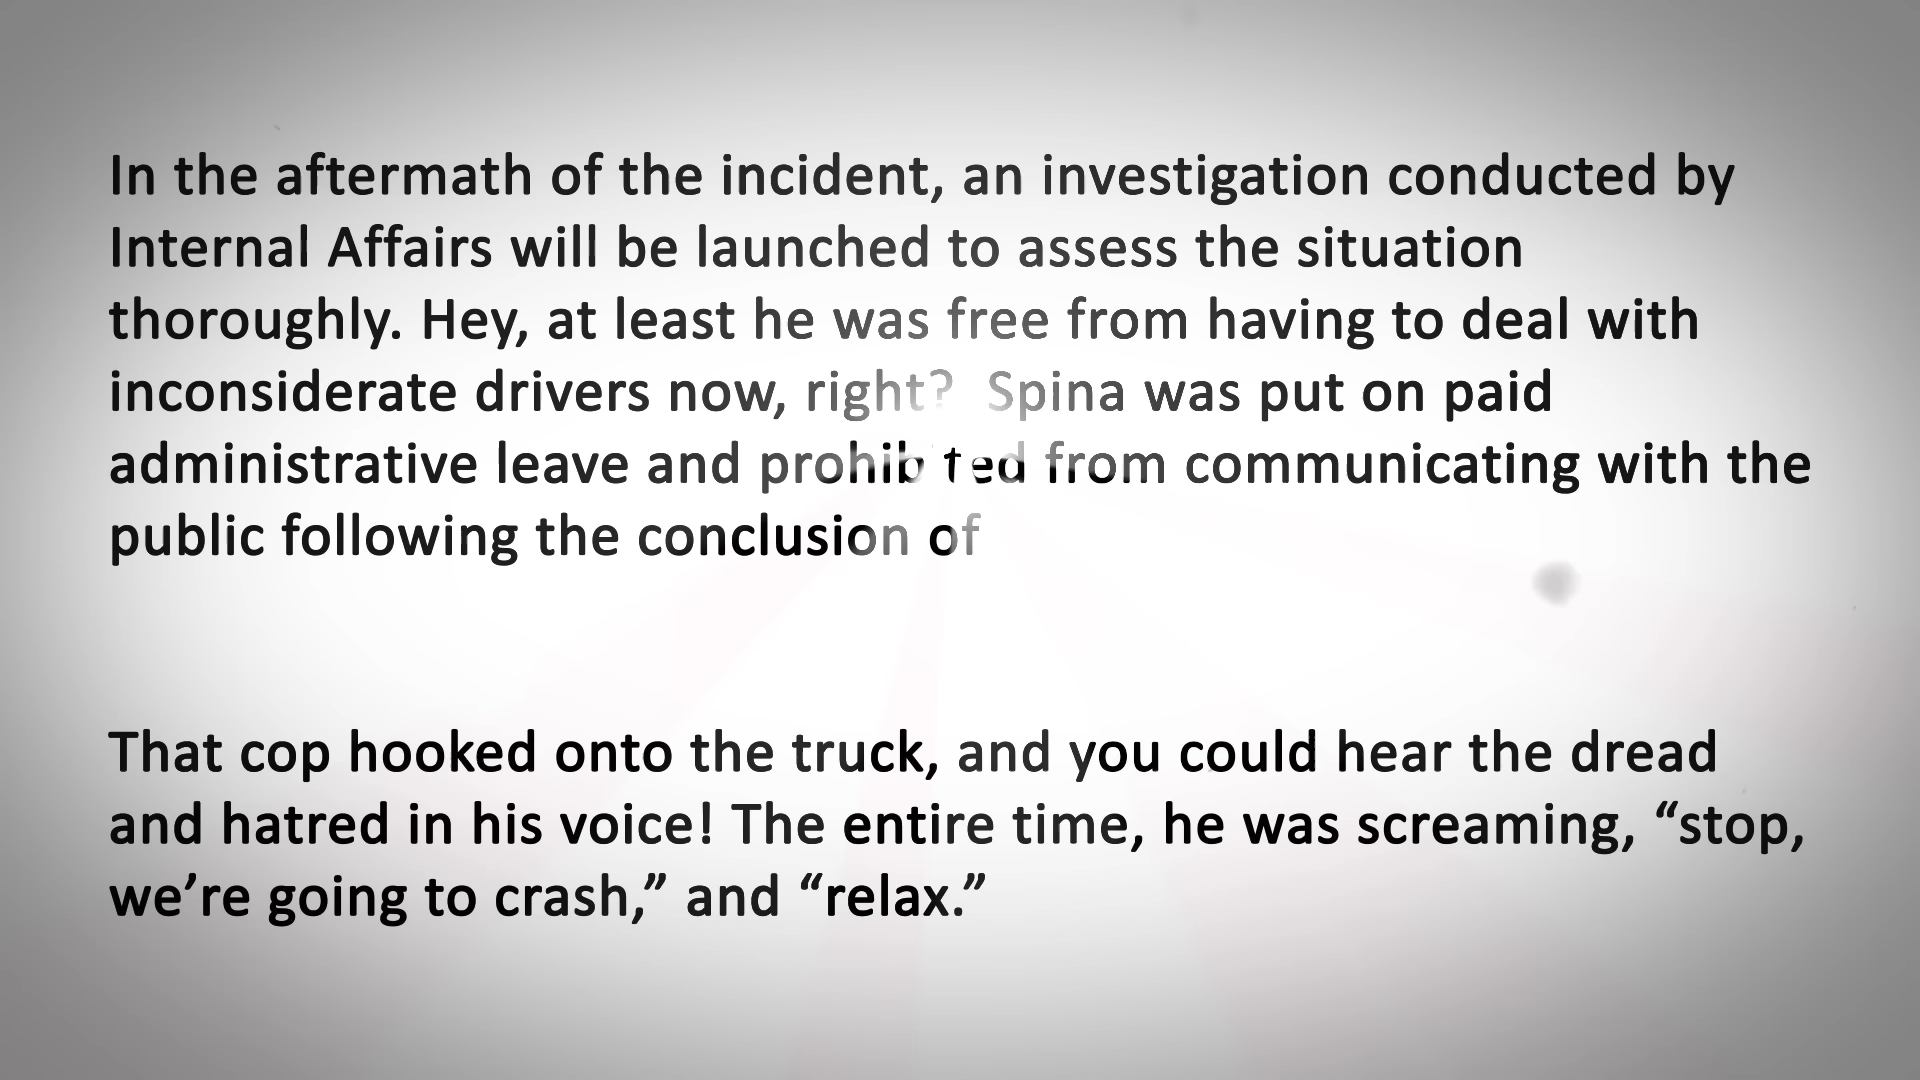 In the aftermath of the incident, an investigation conducted by
Internal Affairs will be launched to assess the situation
thoroughly. Hey, at least he was free from having to deal with
inconsiderate drivers now, right?  Spina was put on paid
administrative leave and prohibited from communicating with the
public following the conclusion of
That cop hooked onto the truck, and you could hear the dread
and hatred in his voice! The entire time, he was screaming, “stop,
we’re going to crash,” and “relax.”